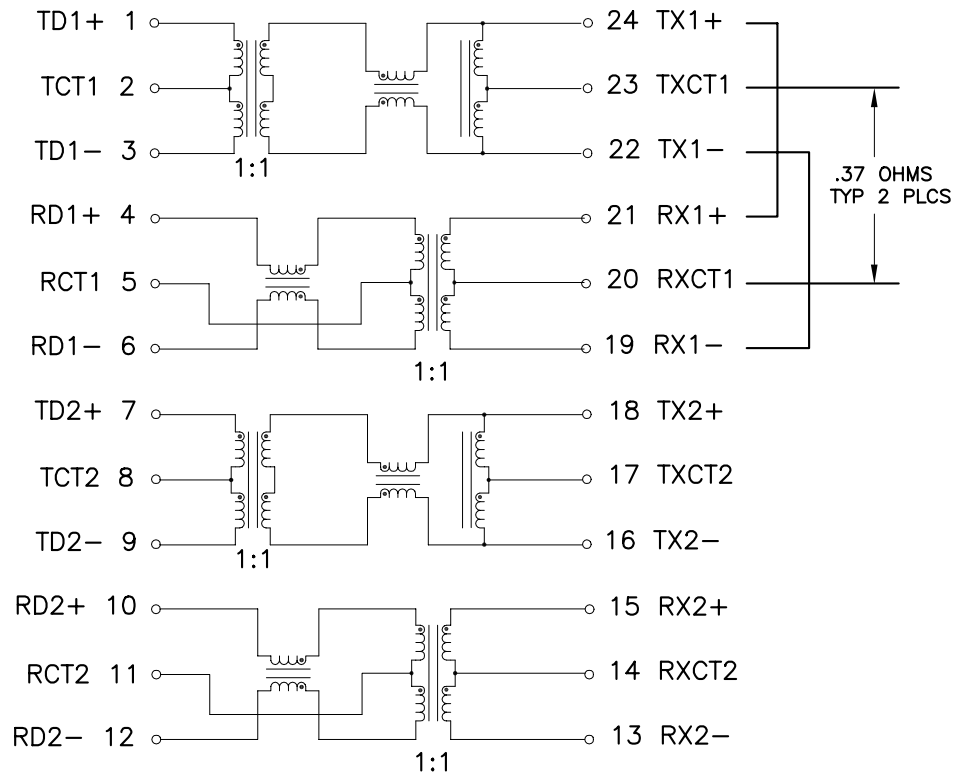 TD1+ 1 24 TX1+
TCT1 2 23 TXCT1
TD1− 3 22 TX1−
1:1
.37 OHMS
TYP 2 PLCS
RD1+ 4 21 RX1+
RCT1 5 20 RXCT1
RD1− 6 19 RX1−
1:1
TD2+ 7 18 TX2+
TCT2 8 17 TXCT2
TD2− 9 16 TX2−
1:1
RD2+ 10 15 RX2+
RCT2 11 14 RXCT2
RD2− 12 13 RX2−
1:1